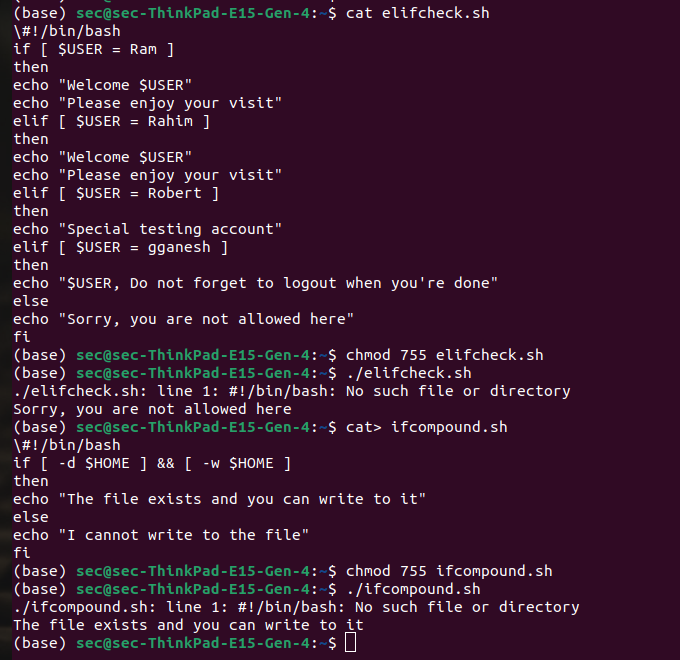 (base) sec@sec-ThinkPad-E15-Gen-4:~$ cat elifcheck.sh
\#!/bin/bash
if [ $USER = Ram ]
then
echo "Welcome $USER"
echo "Please enjoy your visit"
elif [ $USER = Rahim ]
then
echo "Welcome $USER"
echo "Please enjoy your visit"
elif [ $USER = Robert ]
then
echo "Special testing account"
elif [ $USER = gganesh ]
then
echo "$USER, Do not forget to logout when you're done"
else
echo "Sorry, you are not allowed here"
fi
(base) sec@sec-ThinkPad-E15-Gen-4:~$ chmod 755 elifcheck.sh
(base) sec@sec-ThinkPad-E15-Gen-4:~$ ./elifcheck.sh
./elifcheck.sh: line 1: #!/bin/bash: No such file or directory
Sorry, you are not allowed here
(base) sec@sec-ThinkPad-E15-Gen-4:~$ cat> ifcompound.sh
\#!/bin/bash
if [ -d $HOME ] && [ -w $HOME ]
then
echo "The file exists and you can write to it"
else
echo "I cannot write to the file"
fi
(base) sec@sec-ThinkPad-E15-Gen-4:~$ chmod 755 ifcompound.sh
(base) sec@sec-ThinkPad-E15-Gen-4:~$ ./ifcompound.sh
./ifcompound.sh: line 1: #!/bin/bash: No such file or directory
The file exists and you can write to it
(base) sec@sec-ThinkPad-E15-Gen-4:~$